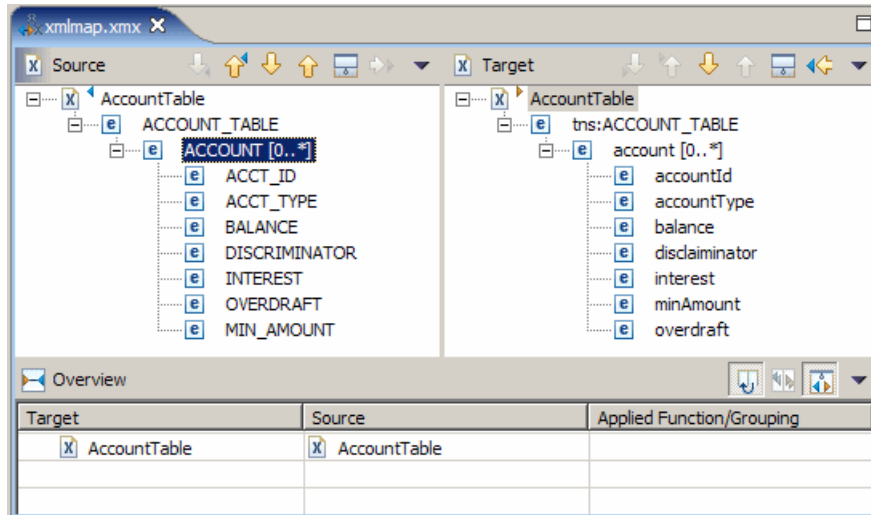 xmlmap.xmx
Source
Target
AccountTable
ACCOUNT_TABLE
ACCOUNT [0..*]
ACCT_ID
ACCT_TYPE
BALANCE
DISCRIMINATOR
INTEREST
OVERDRAFT
MIN_AMOUNT
AccountTable
tns:ACCOUNT_TABLE
account [0..*]
accountId
accountType
balance
disclaiminator
interest
minAmount
overdraft
Overview
Target Source Applied Function/Grouping
AccountTable AccountTable